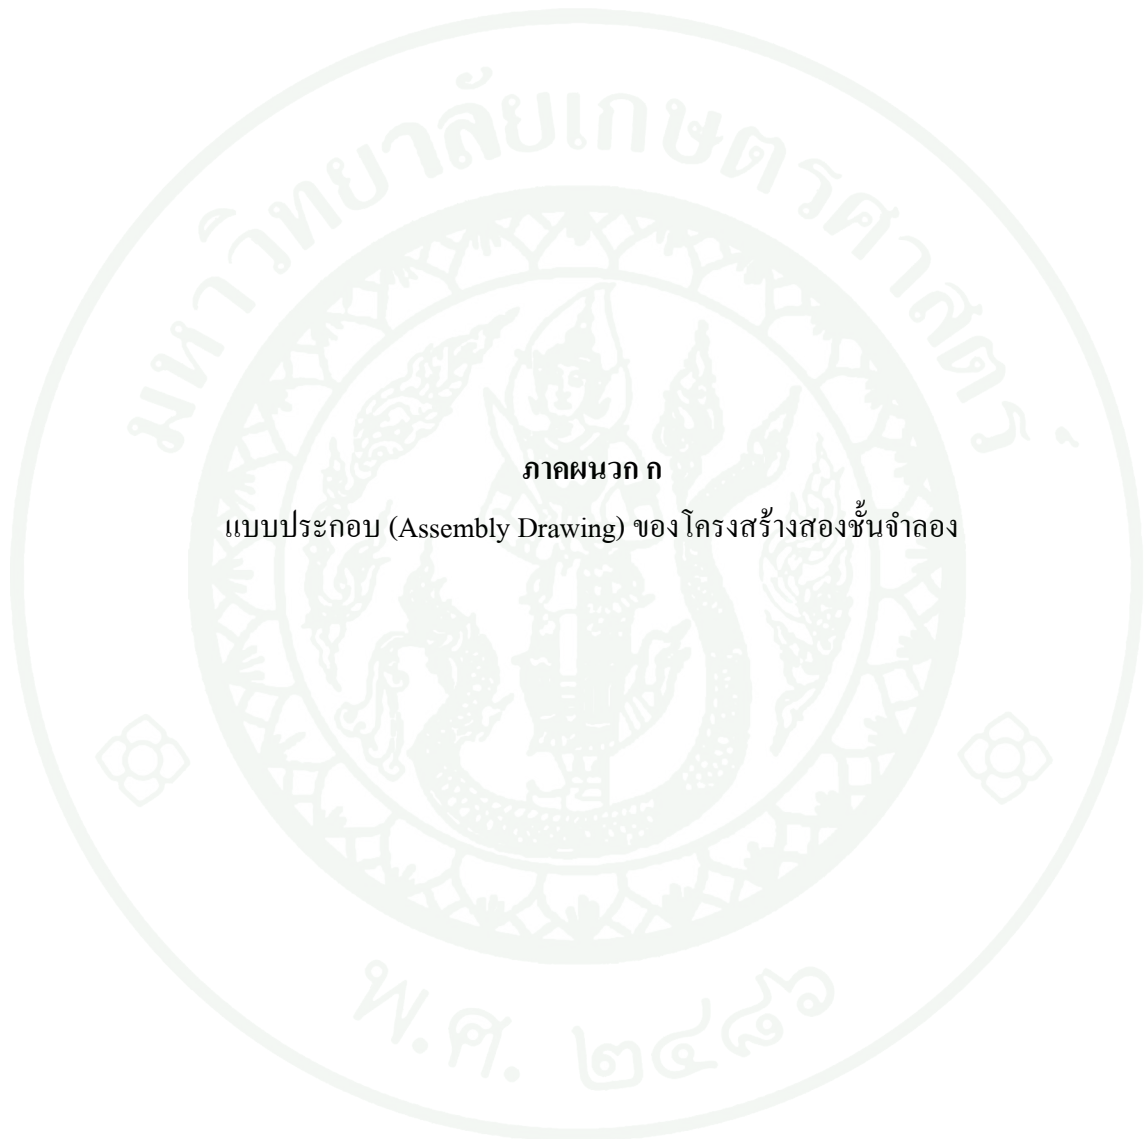 มหาวิทยาลัยเกษตรศาสตร์
ภาคผนวก ก
แบบประกอบ (Assembly Drawing) ของโครงสร้างสองชั้นจำลอง
พ.ศ. ๒๔๘๖